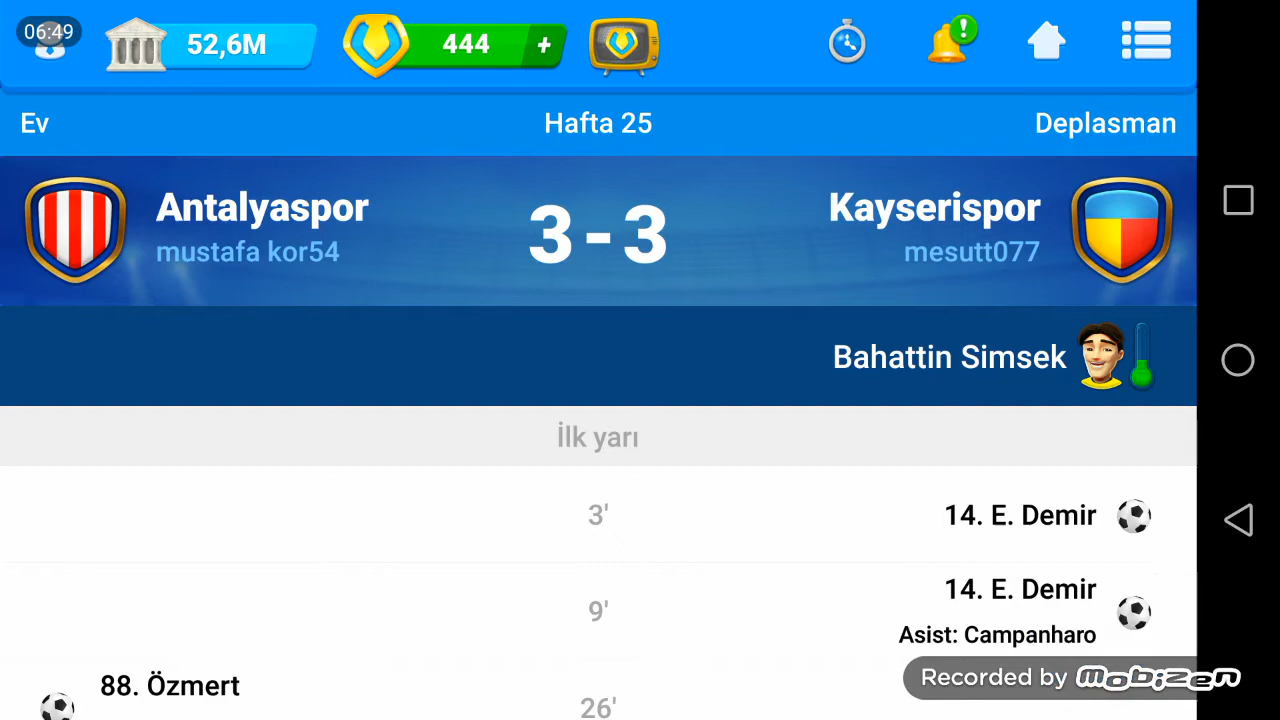 06:49
52,6M
444 +
Ev
Hafta 25
Deplasman
Antalyaspor
mustafa kor54
3 - 3
Kayserispor
mesutt077
Bahattin Simsek
İlk yarı
3'
14. E. Demir
9'
14. E. Demir
Asist: Campanharo
88. Özmert
26'
Recorded by Mobizen